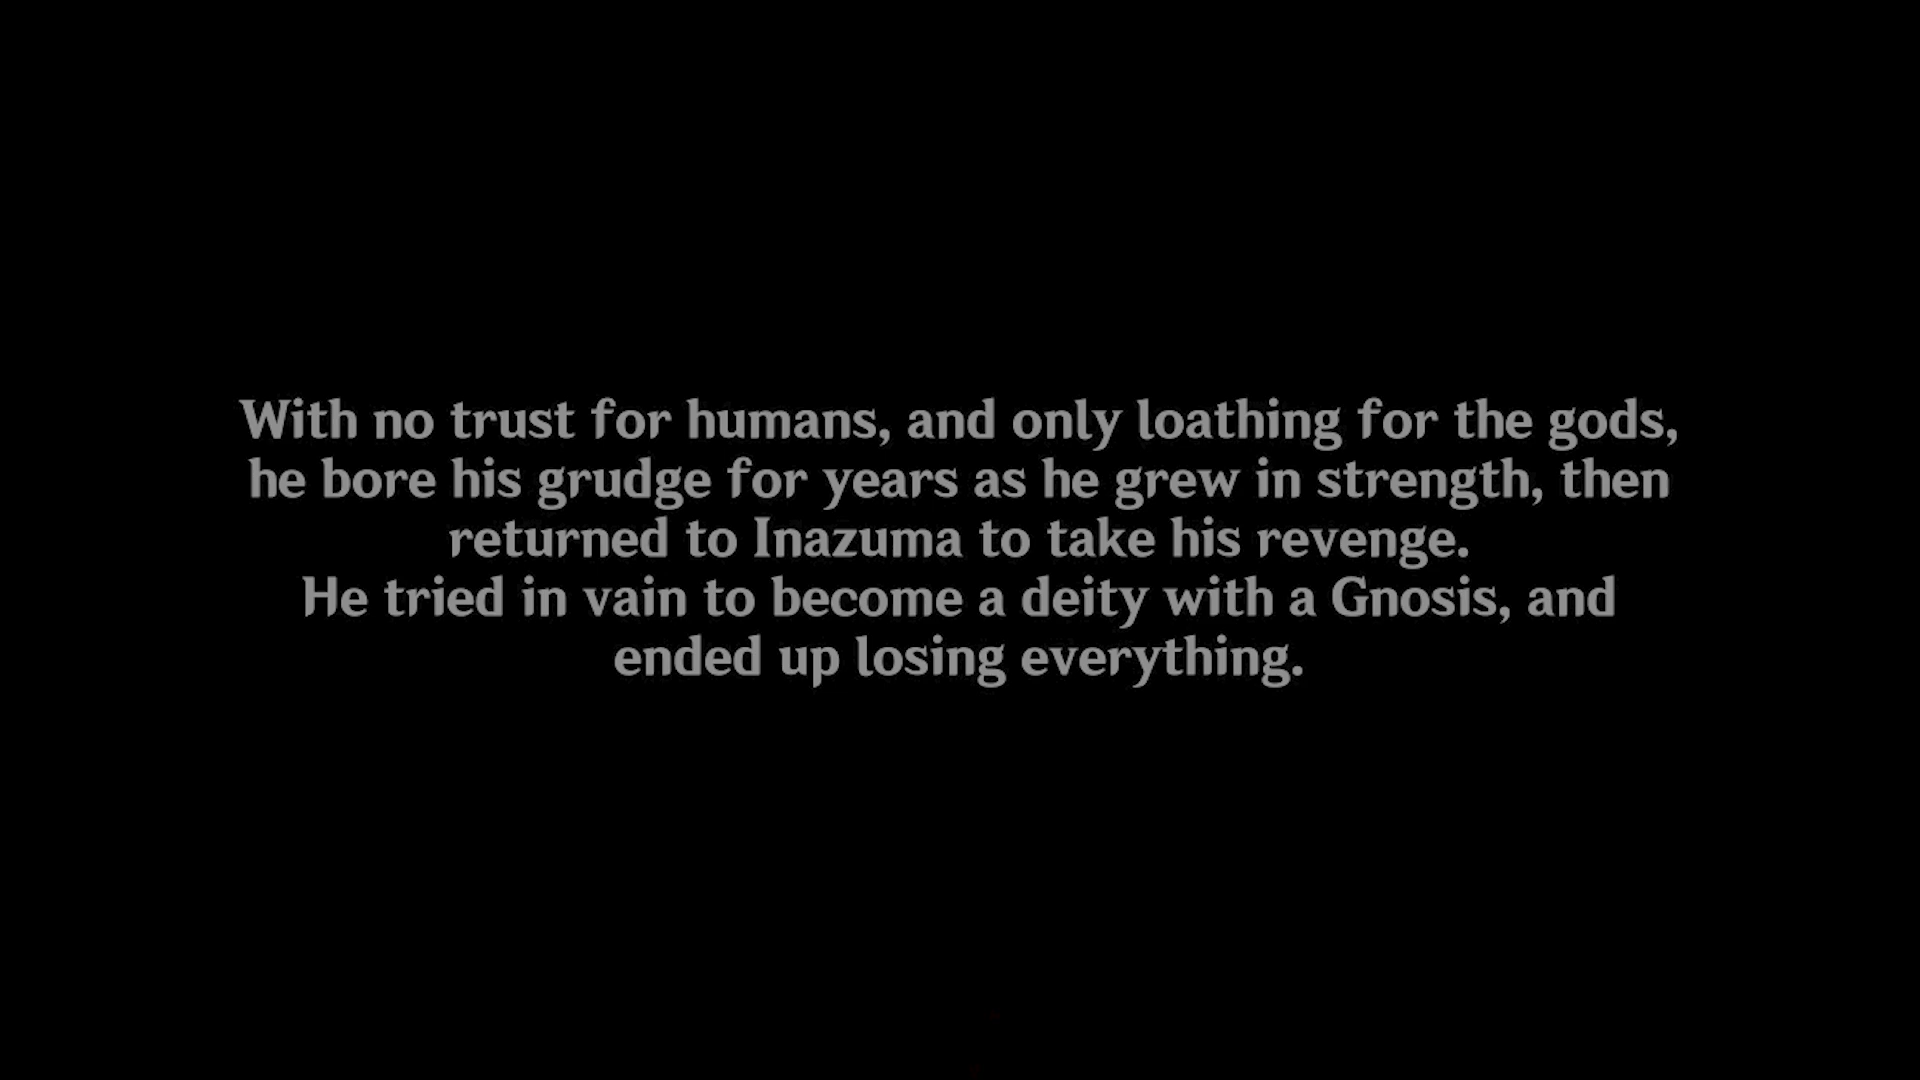 With no trust for humans, and only loathing for the gods,
he bore his grudge for years as he grew in strength, then
returned to Inazuma to take his revenge.
He tried in vain to become a deity with a Gnosis, and
ended up losing everything.